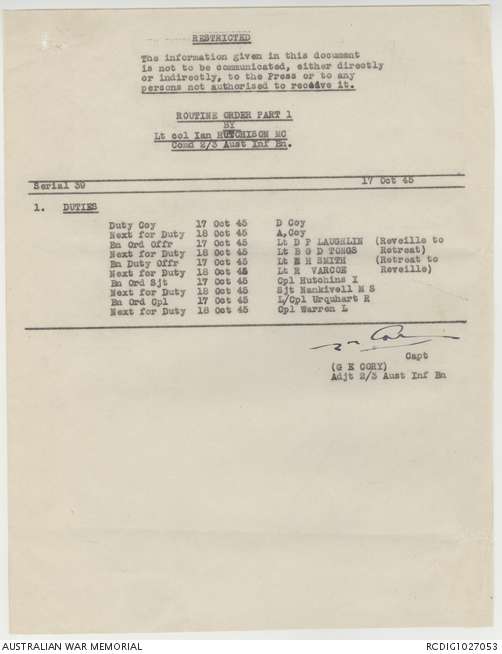 RESTRICTED
The information given in this document
is not to be communicated, either directly
or indirectly, to the Press or to any
persons not authorised to receive it.
ROUTINE ORDER PART 1
BY
Lt col Ian HUTCHISON MC
Comd 2/3 Aust Inf Bn.
Serial 39 17 Oct 45
1. DUTIES
Duty Coy 17 Oct 45 D Coy
Next for Duty 18 Oct 45 A,Coy
Bn Ord Offr 17 Oct 45 Lt D P LAUGHLIN (Reveille to
Next for Duty 18 Oct 45 Lt B G D TONGS Retreat)
Bn Duty Offr 17 Oct 45 Lt E H SMITH (Retreat to
Next for Duty 18 Oct 45 Lt R VARCOE Reveille)
Bn Ord Sjt 17 Oct 45 Cpl Hutchins I
Next for Duty 18 Oct 45 Sjt Nankivell M S
Bn Ord Cpl 17 Oct 45 L/Cpl Urquhart R
Next for Duty 18 Oct 45 Cpl Warren L
Capt
(G E CORY)
Adjt 2/3 Aust Inf Bn
AUSTRALIAN WAR MEMORIAL RCDIG1027053